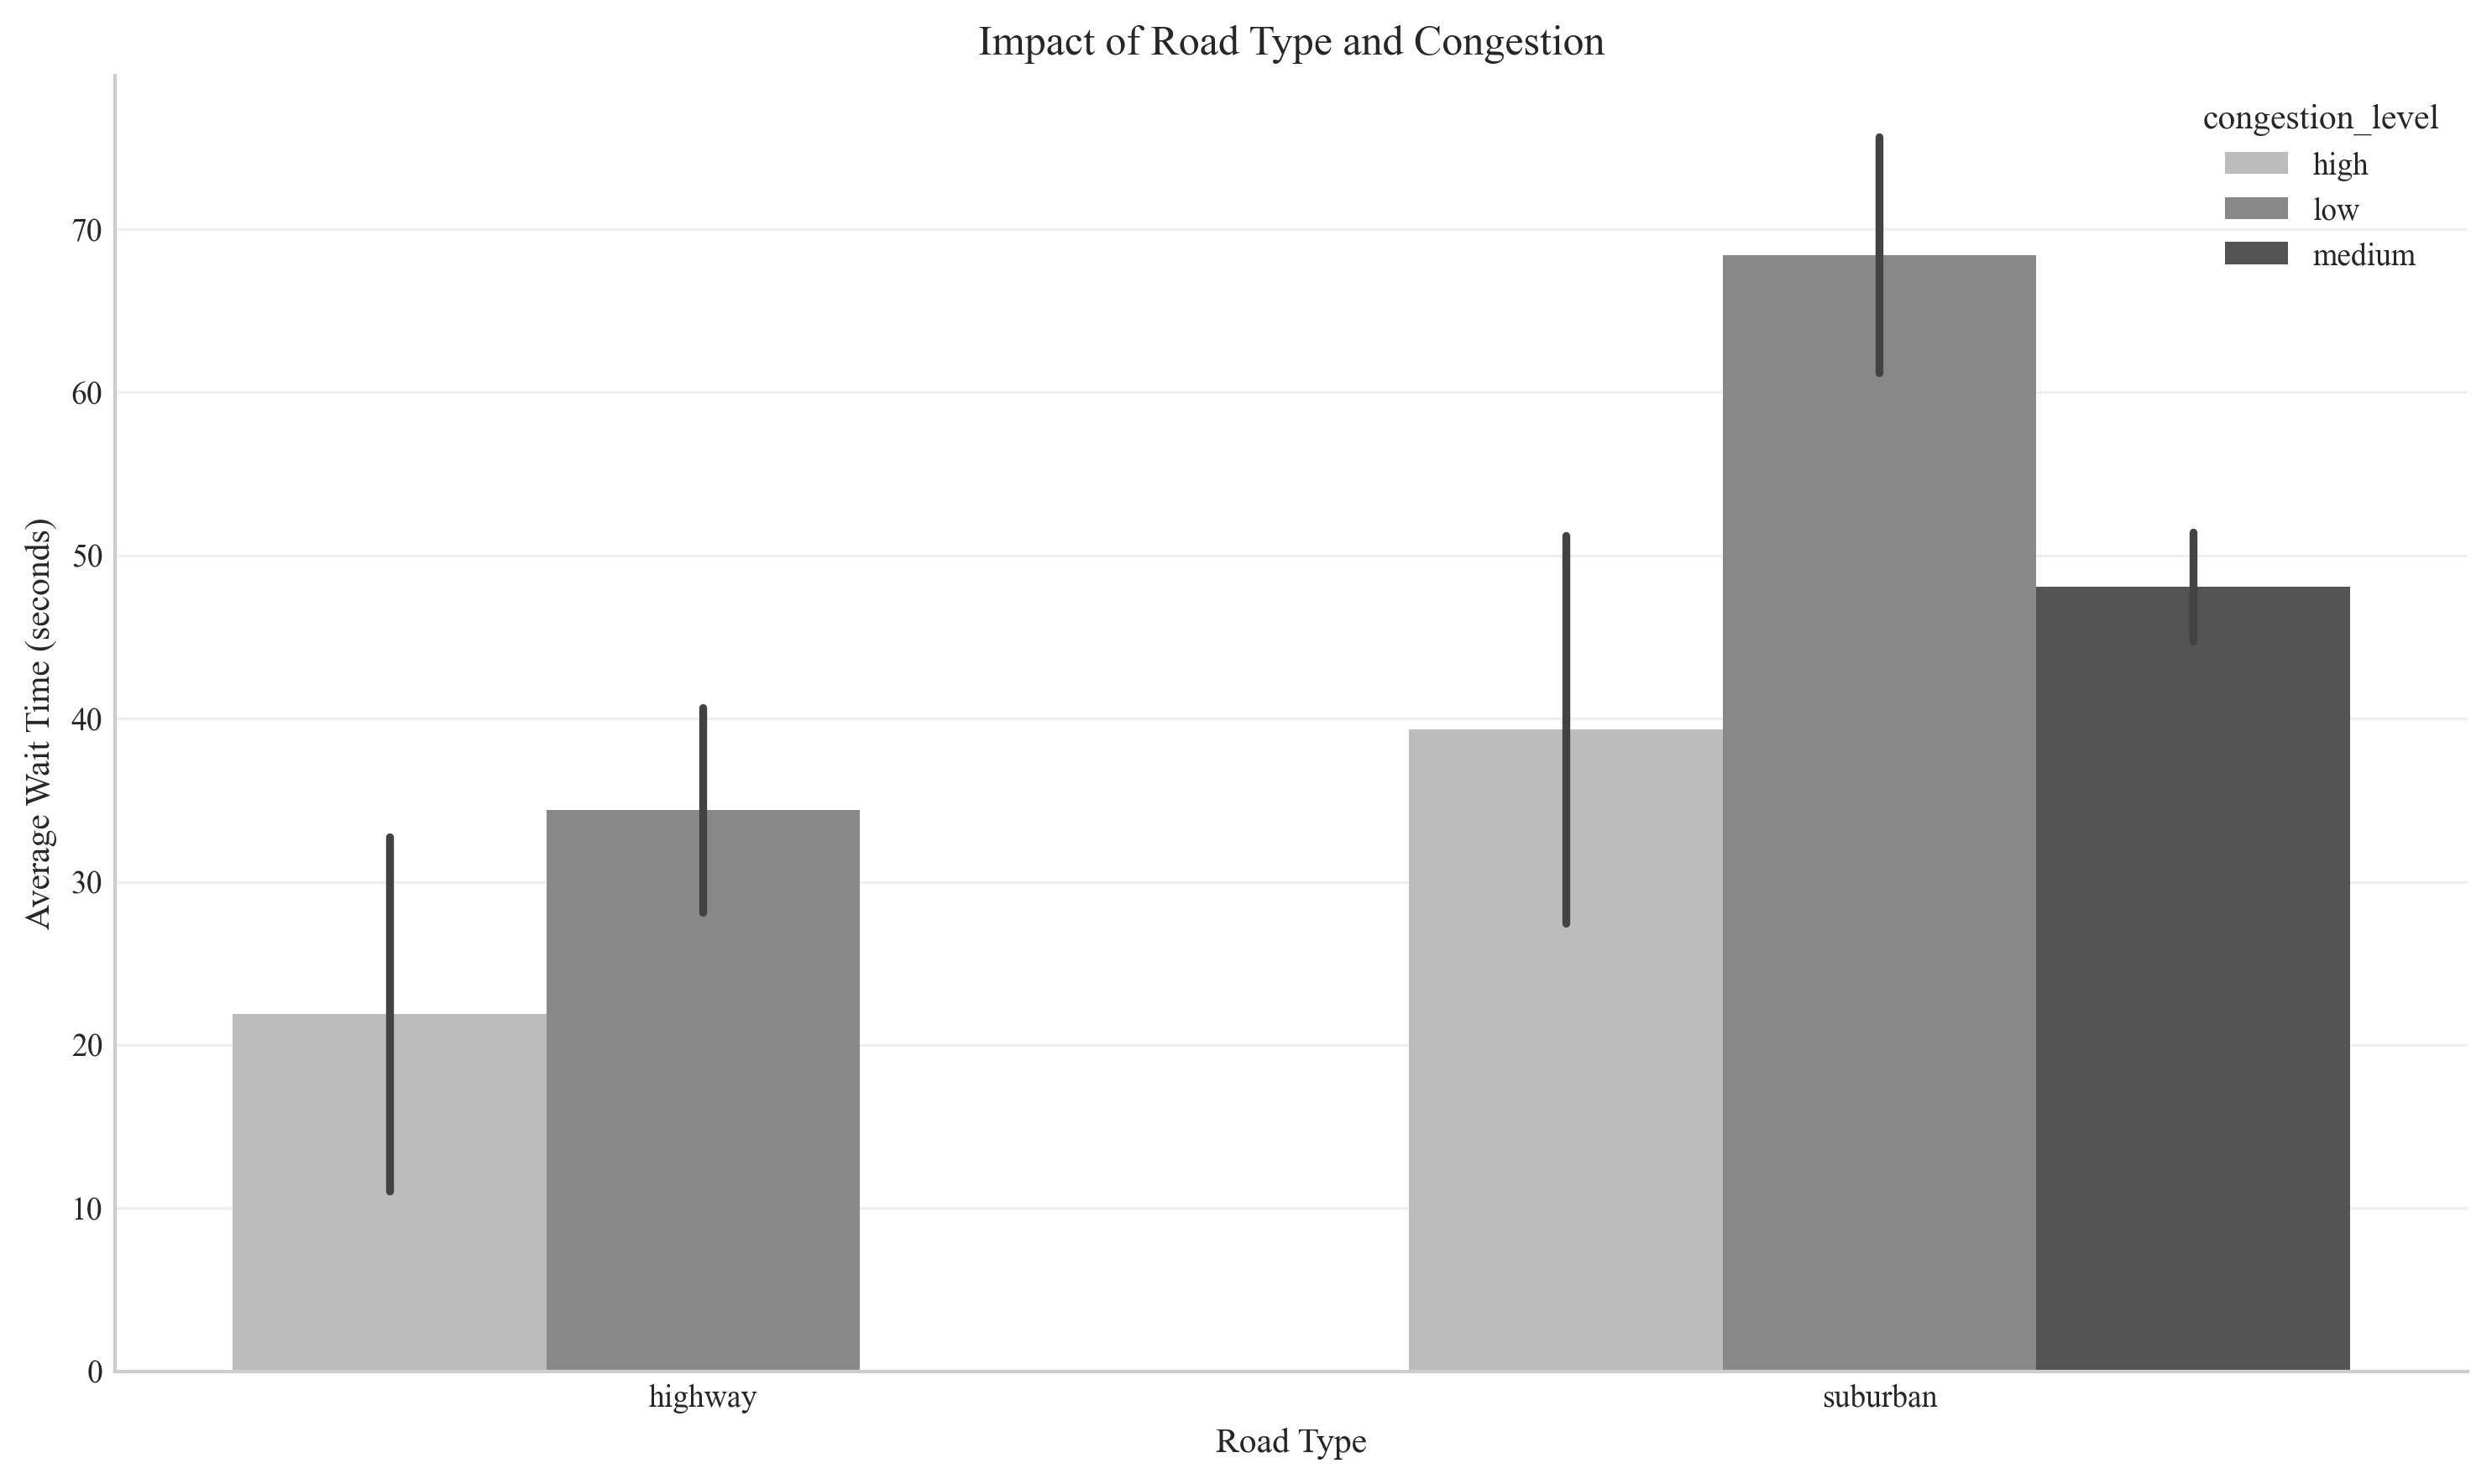 Impact of Road Type and Congestion
congestion_level
high
low
medium
Average Wait Time (seconds)
70
60
50
40
30
20
10
0
highway
suburban
Road Type